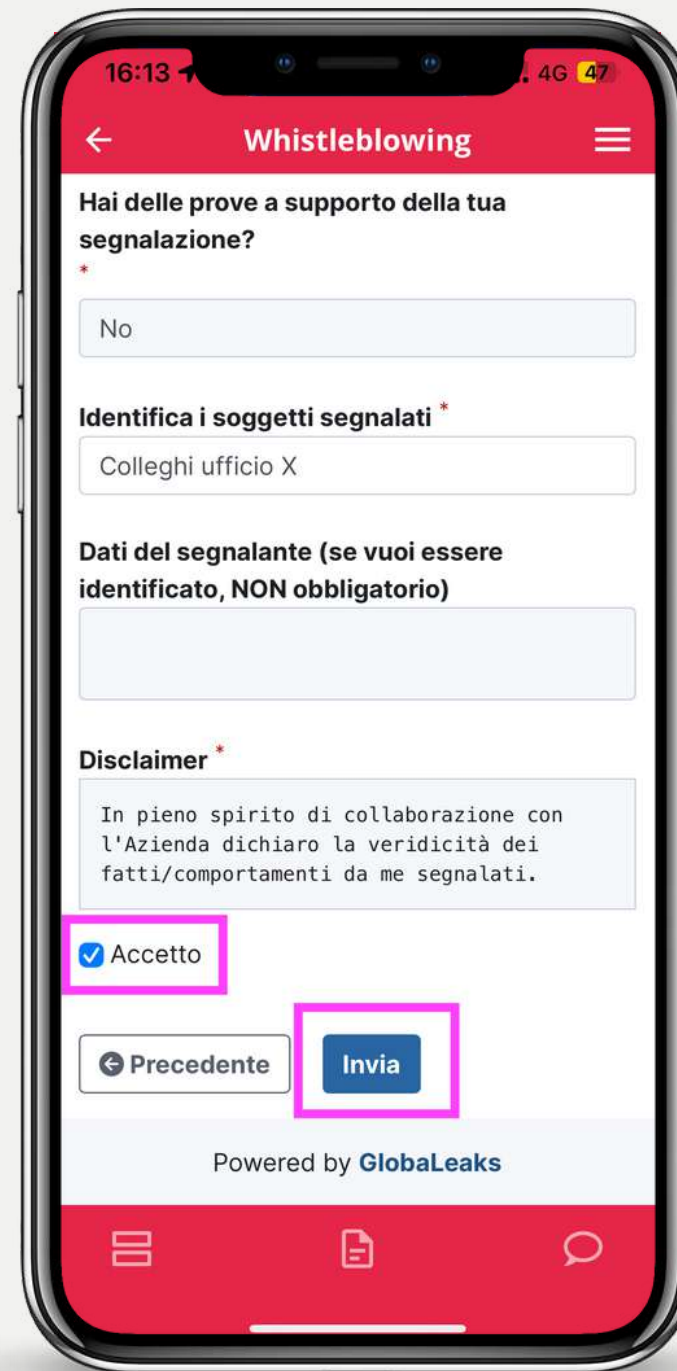 16:13
4G 47
Whistleblowing
Hai delle prove a supporto della tua
segnalazione?
*
No
Identifica i soggetti segnalati *
Colleghi ufficio X
Dati del segnalante (se vuoi essere
identificato, NON obbligatorio)
Disclaimer *
In pieno spirito di collaborazione con
l'Azienda dichiaro la veridicità dei
fatti/comportamenti da me segnalati.
Accetto
Precedente Invia
Powered by GlobaLeaks